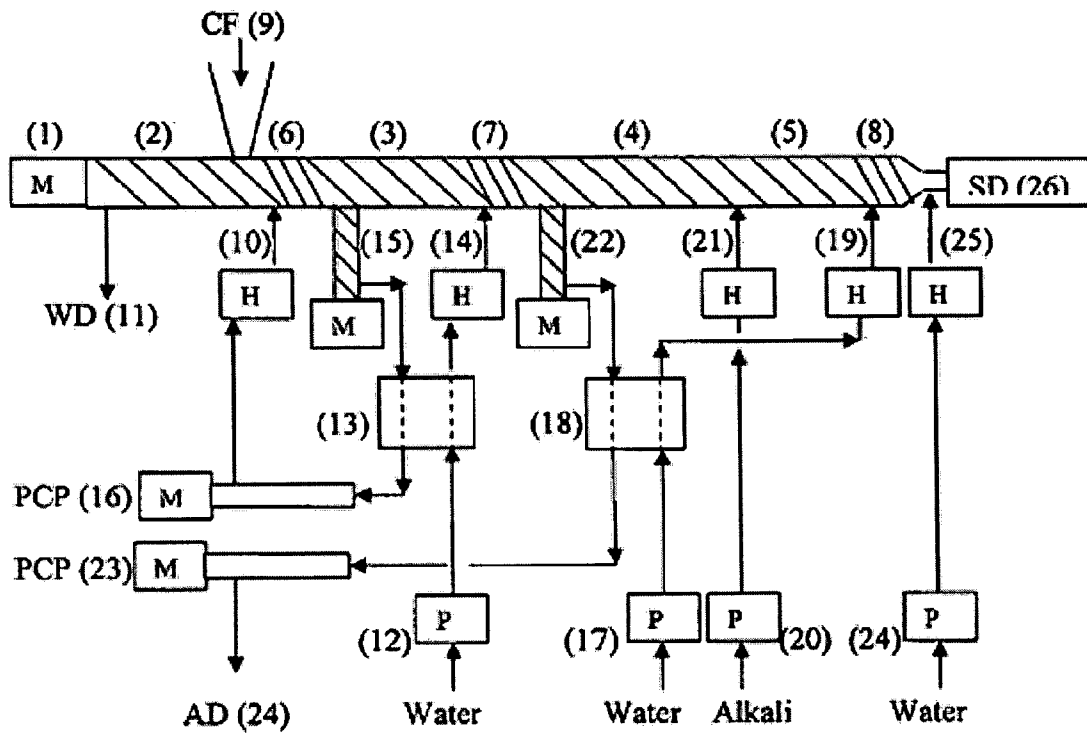 CF (9)
(1) (2) (6) (3) (7) (4) (5) (8)
M SD (26)
(10) (15) (14) (22) (21) (19) (25)
WD (11) H M H M H H H
(13) (18)
PCP (16) M
PCP (23) M
(12) P (17) P P (20) (24) P
AD (24) Water Water Alkali Water